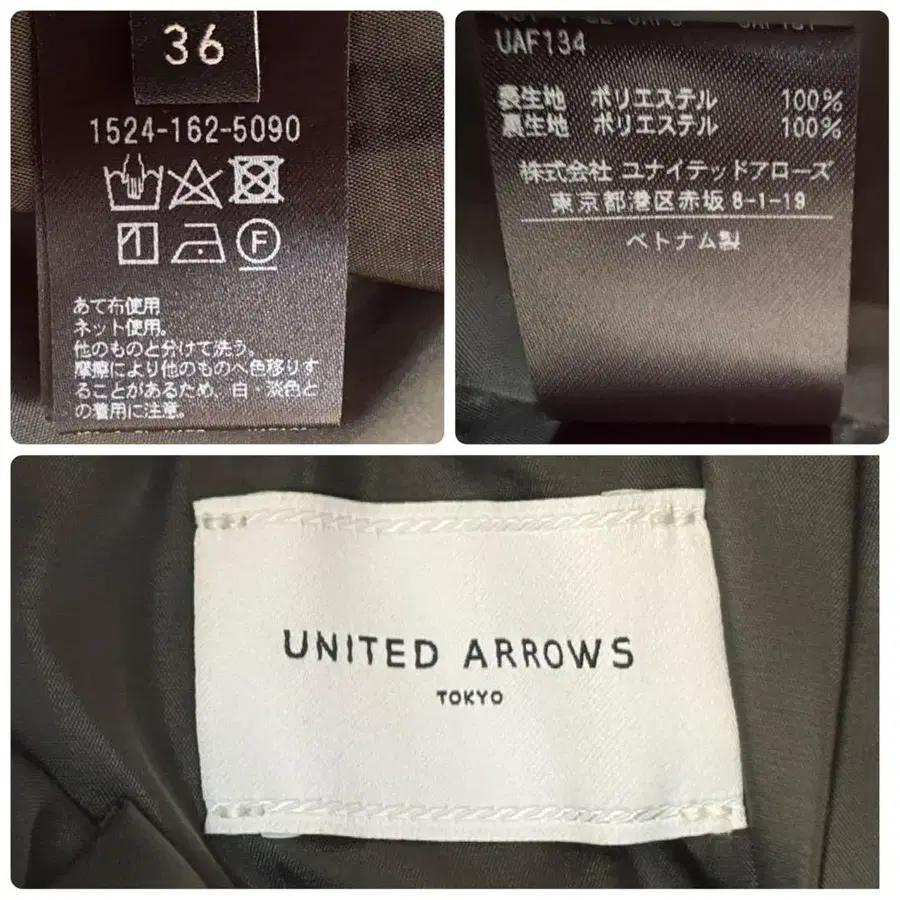 36
1524-162-5090
F
あて布使用
ネット使用。
他のものと分けて洗う。
摩擦により他のものへ色移りす
ることがあるため、白・淡色と
の着用に注意。
UAF134
表生地 ポリエステル 100%
裏生地 ポリエステル 100%
株式会社 ユナイテッドアローズ
東京都港区赤坂 8-1-19
ベトナム製
UNITED ARROWS
TOKYO